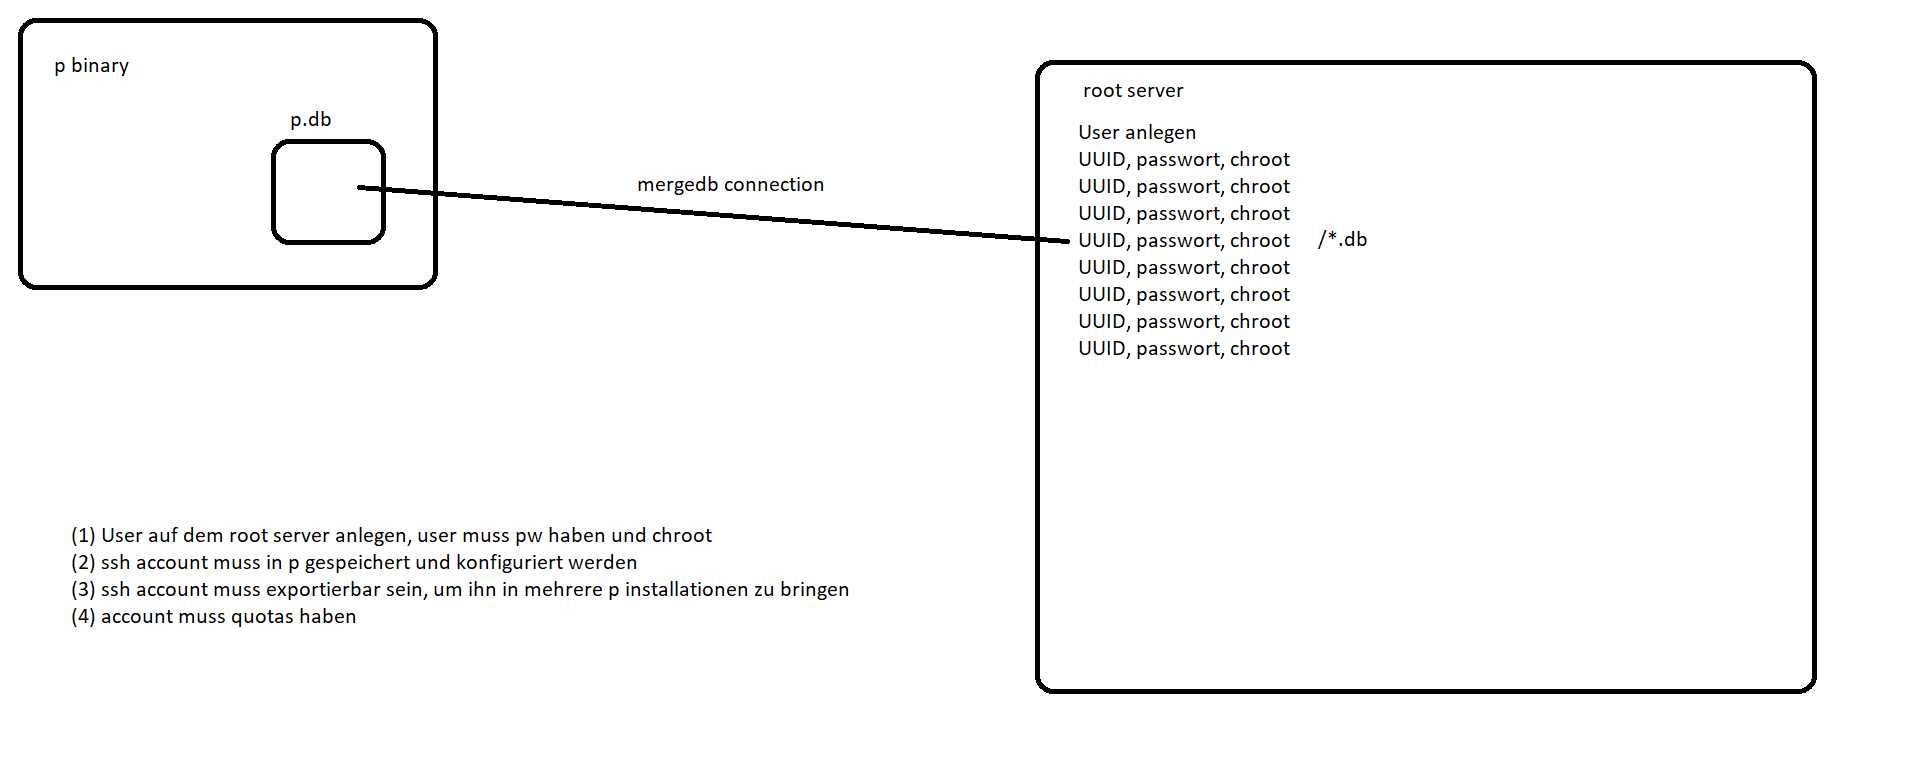 p binary
p.db
mergedb connection
root server
User anlegen
UUID, passwort, chroot
UUID, passwort, chroot
UUID, passwort, chroot
UUID, passwort, chroot /*.db
UUID, passwort, chroot
UUID, passwort, chroot
UUID, passwort, chroot
UUID, passwort, chroot
(1) User auf dem root server anlegen, user muss pw haben und chroot
(2) ssh account muss in p gespeichert und konfiguriert werden
(3) ssh account muss exportierbar sein, um ihn in mehrere p installationen zu bringen
(4) account muss quotas haben